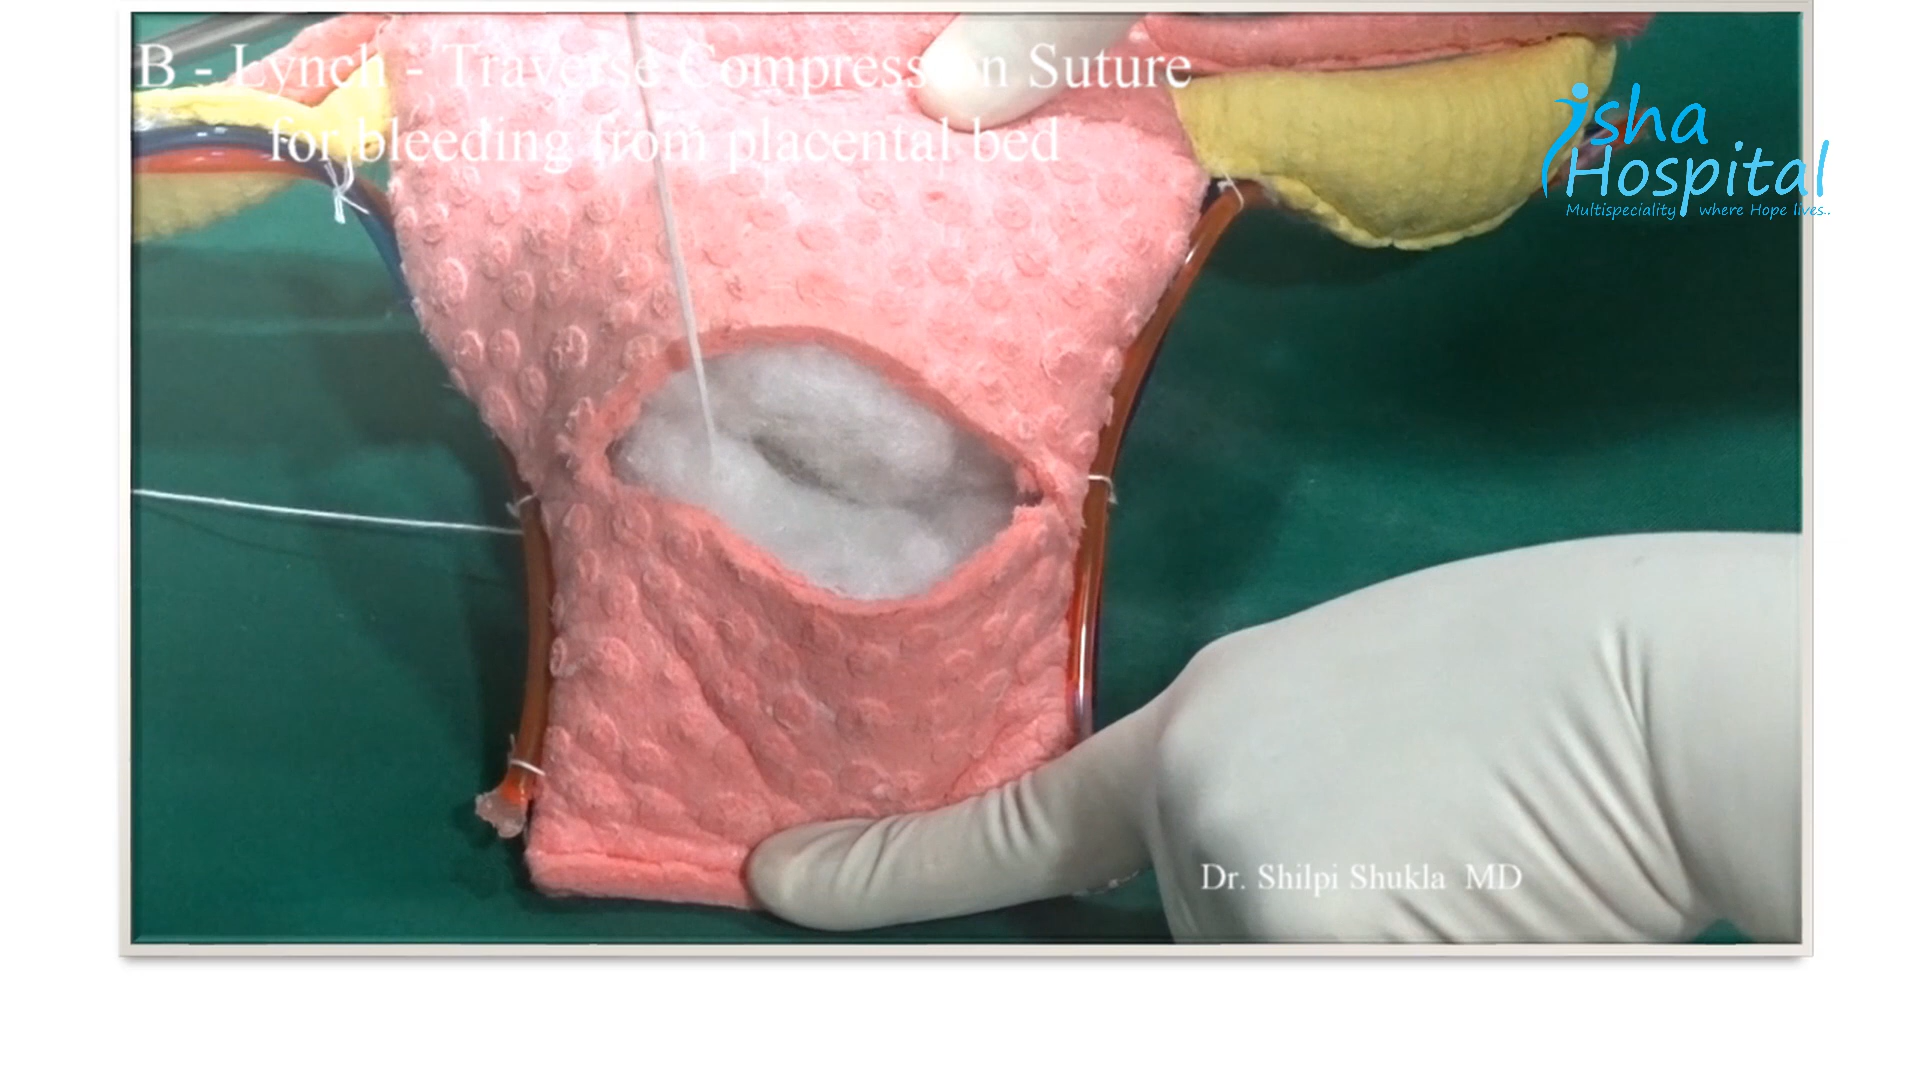 B - Lynch - Traverse Compression Suture
for bleeding from placental bed
isha
Hospital
Multispeciality where Hope lives..
Dr. Shilpi Shukla MD